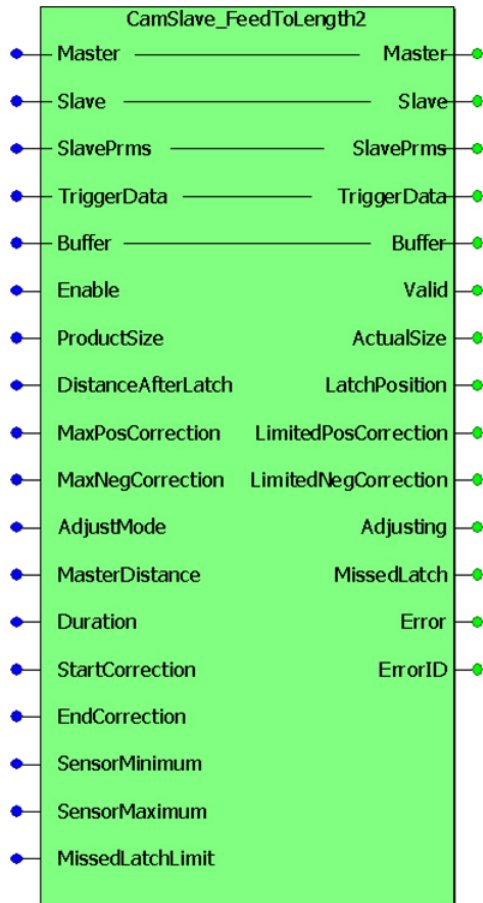 CamSlave_FeedToLength2
Master Master
Slave Slave
SlavePrms SlavePrms
TriggerData TriggerData
Buffer Buffer
Enable Valid
ProductSize ActualSize
DistanceAfterLatch LatchPosition
MaxPosCorrection LimitedPosCorrection
MaxNegCorrection LimitedNegCorrection
AdjustMode Adjusting
MasterDistance MissedLatch
Duration Error
StartCorrection ErrorID
EndCorrection
SensorMinimum
SensorMaximum
MissedLatchLimit